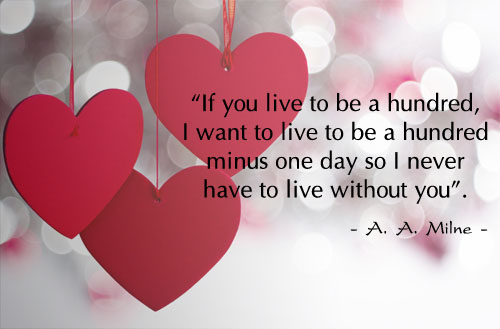 “If you live to be a hundred,
I want to live to be a hundred
minus one day so I never
have to live without you”.
- A. A. Milne -